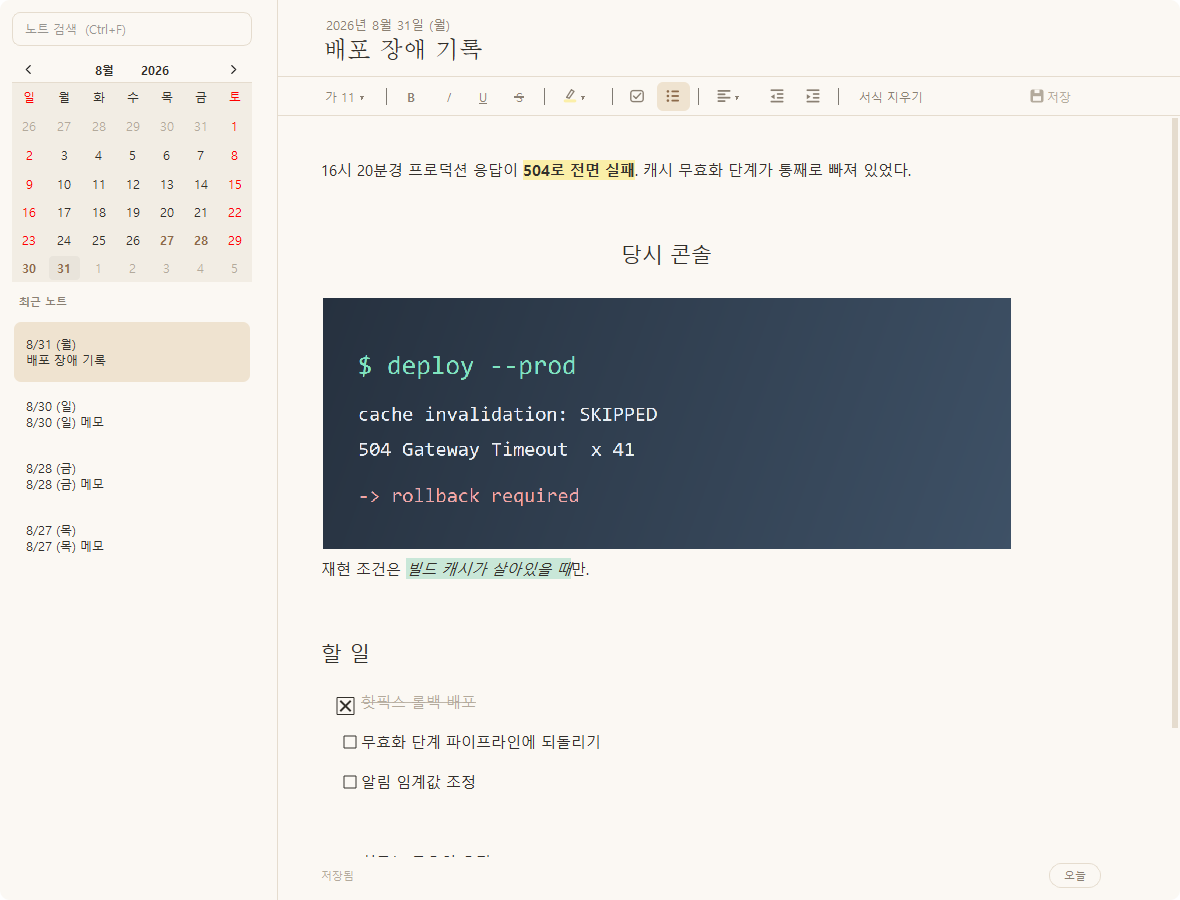 노트 검색 (Ctrl+F)
8월 2026
일 월 화 수 목 금 토
26 27 28 29 30 31 1
2 3 4 5 6 7 8
9 10 11 12 13 14 15
16 17 18 19 20 21 22
23 24 25 26 27 28 29
30 31 1 2 3 4 5
최근 노트
8/31 (월)
배포 장애 기록
8/30 (일)
8/30 (일) 메모
8/28 (금)
8/28 (금) 메모
8/27 (목)
8/27 (목) 메모
2026년 8월 31일 (월)
배포 장애 기록
가 11 B I U S 서식 지우기 저장
16시 20분경 프로덕션 응답이 504로 전면 실패. 캐시 무효화 단계가 통째로 빠져 있었다.
당시 콘솔
$ deploy --prod
cache invalidation: SKIPPED
504 Gateway Timeout  x 41
-> rollback required
재현 조건은 빌드 캐시가 살아있을 때만.
할 일
핫픽스 롤백 배포
무효화 단계 파이프라인에 되돌리기
알림 임계값 조정
저장됨
오늘